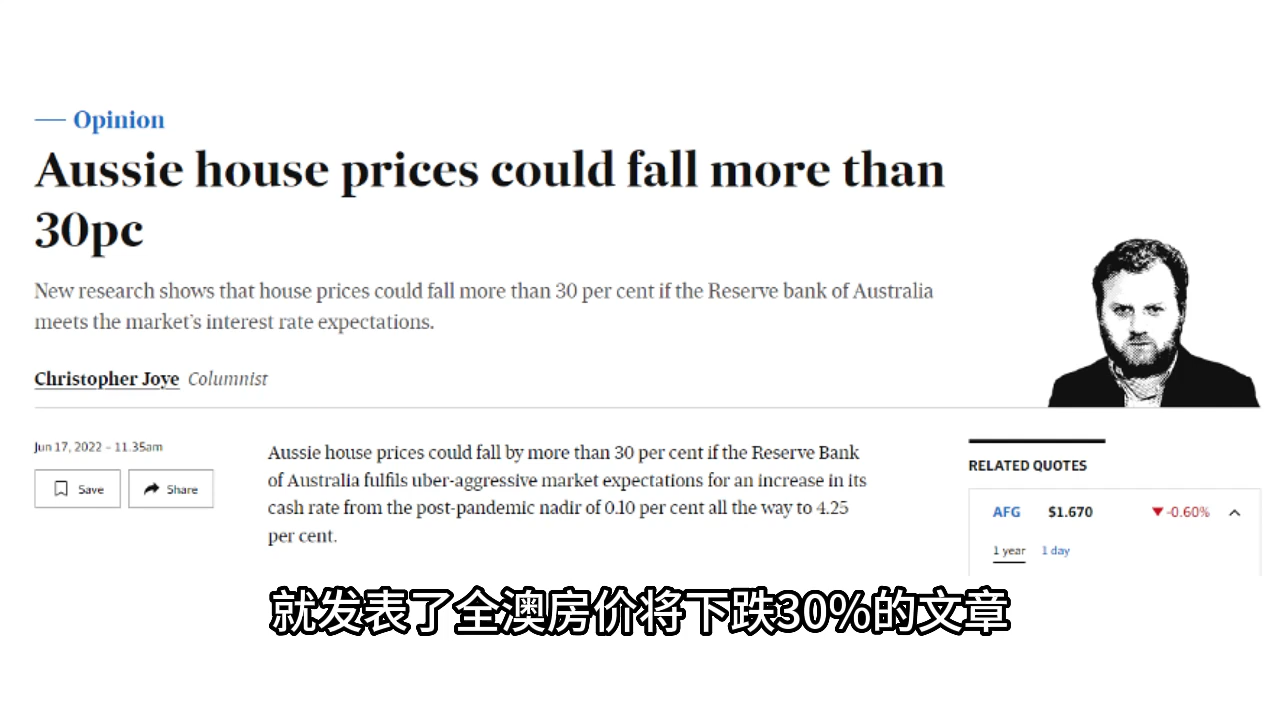 Opinion
Aussie house prices could fall more than
30pc
New research shows that house prices could fall more than 30 per cent if the Reserve bank of Australia
meets the market's interest rate expectations.
Christopher Joye Columnist
Jun 17, 2022 – 11.35am
Save
Share
Aussie house prices could fall by more than 30 per cent if the Reserve Bank
of Australia fulfils uber-aggressive market expectations for an increase in its
cash rate from the post-pandemic nadir of 0.10 per cent all the way to 4.25
per cent.
RELATED QUOTES
AFG $1.670 ▼-0.60%
1 year 1 day
就发表了全澳房价将下跌30%的文章